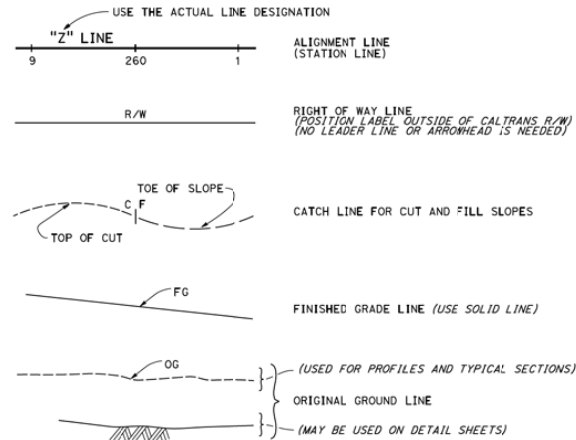 USE THE ACTUAL LINE DESIGNATION
"Z" LINE
9 260 1
ALIGNMENT LINE
(STATION LINE)
R/W
RIGHT OF WAY LINE
(POSITION LABEL OUTSIDE OF CALTRANS R/W)
(NO LEADER LINE OR ARROWHEAD IS NEEDED)
TOE OF SLOPE
C F
TOP OF CUT
CATCH LINE FOR CUT AND FILL SLOPES
FG
FINISHED GRADE LINE (USE SOLID LINE)
OG
(USED FOR PROFILES AND TYPICAL SECTIONS)
ORIGINAL GROUND LINE
(MAY BE USED ON DETAIL SHEETS)